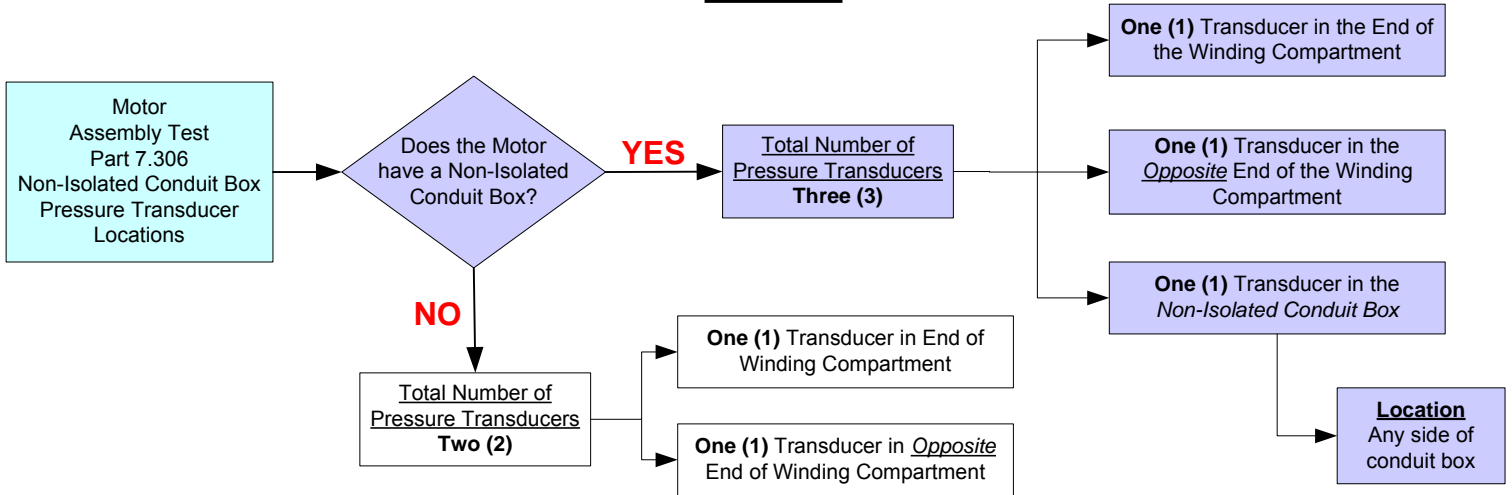 Motor
Assembly Test
Part 7.306
Non-Isolated Conduit Box
Pressure Transducer
Locations
Does the Motor
have a Non-Isolated
Conduit Box?
YES
Total Number of
Pressure Transducers
Three (3)
One (1) Transducer in the End of
the Winding Compartment
One (1) Transducer in the
Opposite End of the Winding
Compartment
One (1) Transducer in the
Non-Isolated Conduit Box
Location
Any side of
conduit box
NO
Total Number of
Pressure Transducers
Two (2)
One (1) Transducer in End of
Winding Compartment
One (1) Transducer in Opposite
End of Winding Compartment